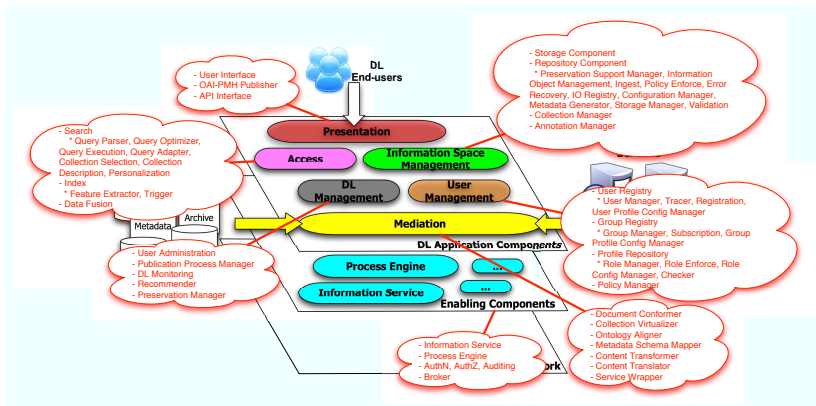 DL
End-users
- User Interface
- OAI-PMH Publisher
- API Interface
- Storage Component
- Repository Component
* Preservation Support Manager, Information
Object Management, Ingest, Policy Enforce, Error
Recovery, IO Registry, Configuration Manager,
Metadata Generator, Storage Manager, Validation
- Collection Manager
- Annotation Manager
- Search
* Query Parser, Query Optimizer,
Query Execution, Query Adapter,
Collection Selection, Collection
Description, Personalization
- Index
* Feature Extractor, Trigger
- Data Fusion
Presentation
Access
Information Space
Management
DL
Management
User
Management
Mediation
DL Application Components
Metadata
Archive
- User Registry
* User Manager, Tracer, Registration,
User Profile Config Manager
- Group Registry
* Group Manager, Subscription, Group
Profile Config Manager
- Profile Repository
* Role Manager, Role Enforce, Role
Config Manager, Checker
- Policy Manager
- User Administration
- Publication Process Manager
- DL Monitoring
- Recommender
- Preservation Manager
Process Engine
...
Information Service
...
Enabling Components
- Information Service
- Process Engine
- AuthN, AuthZ, Auditing
- Broker
- Document Conformer
- Collection Virtualizer
- Ontology Aligner
- Metadata Schema Mapper
- Content Transformer
- Content Translator
- Service Wrapper